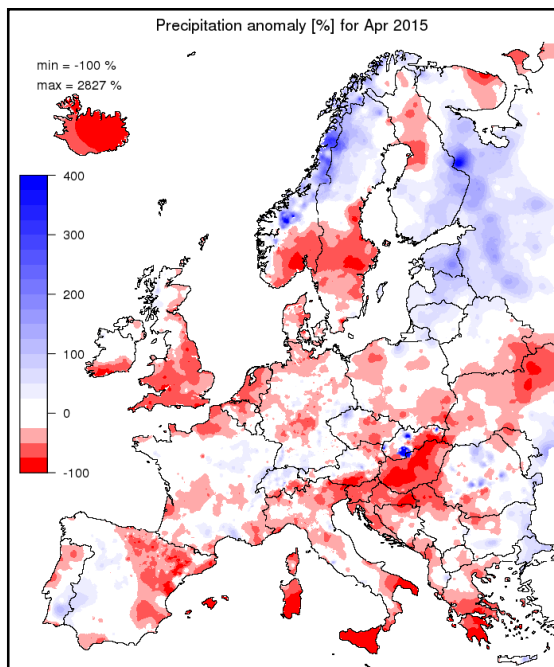 Precipitation anomaly [%] for Apr 2015
min = -100 %
max = 2827 %
400
300
200
100
0
-100